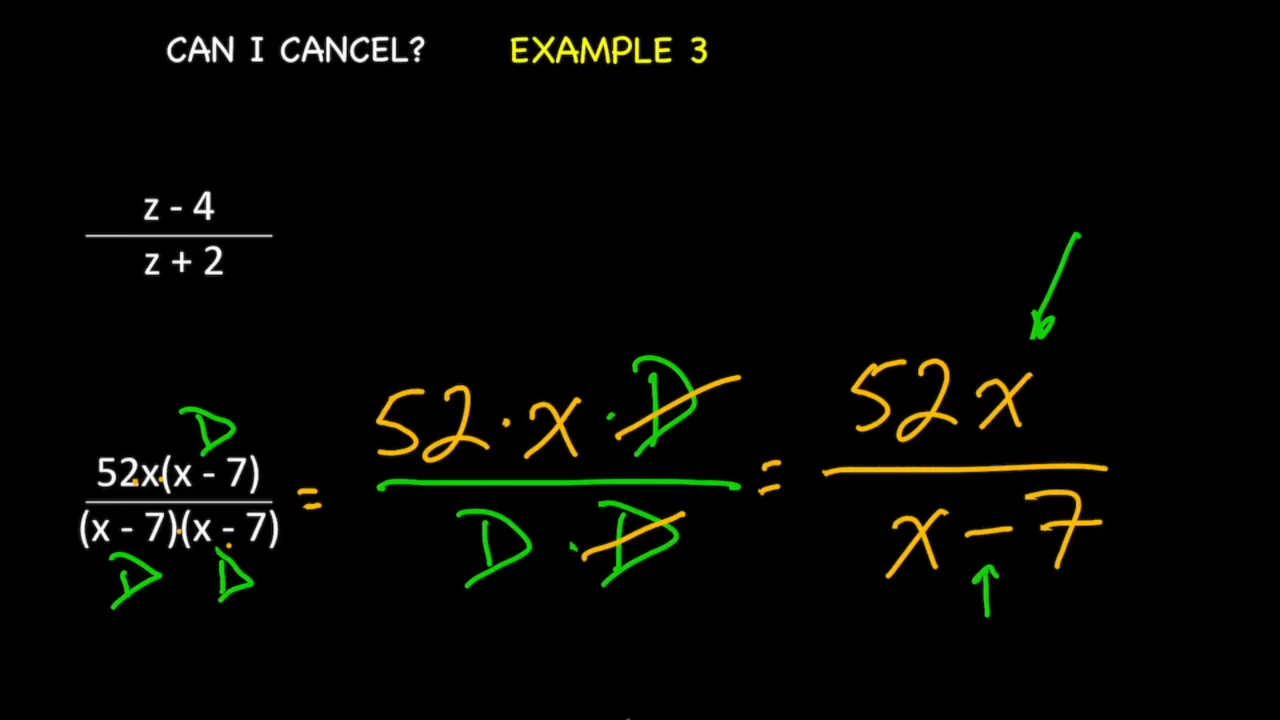 CAN I CANCEL? EXAMPLE 3
z - 4
z + 2
D
52x(x - 7)
(x - 7)(x - 7)
D D
=
52 · x · D
D · D
=
52x
x - 7